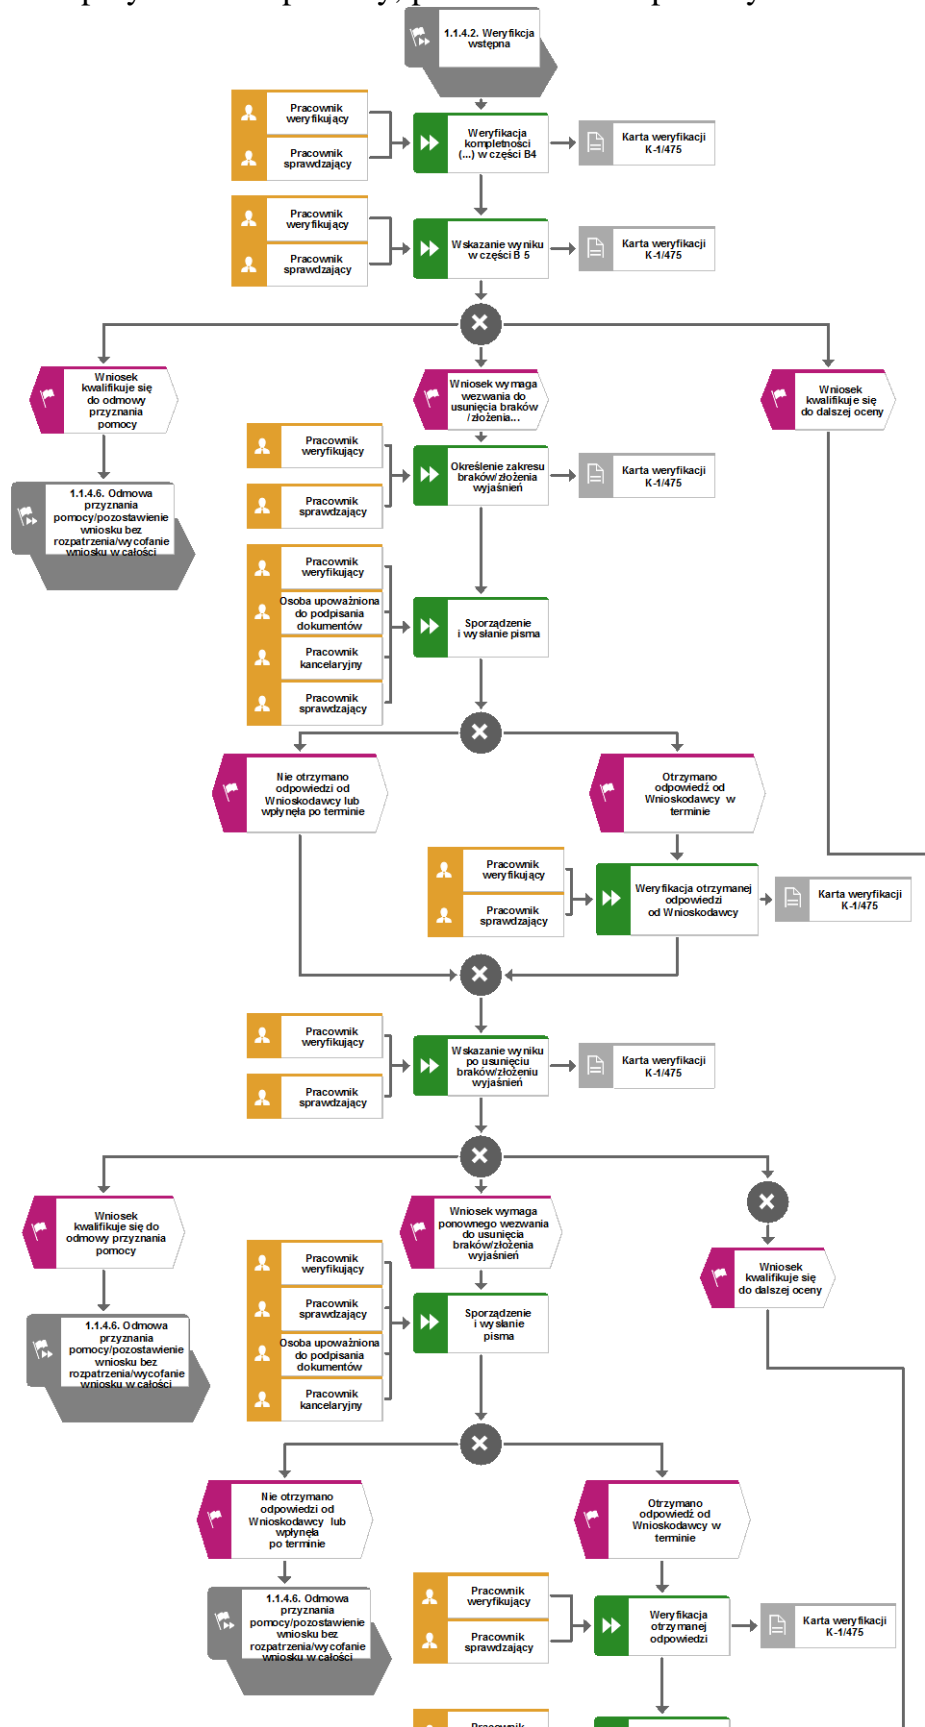 1.1.4.2. Weryfikcja
wstępna
Pracownik
weryfikujący
Pracownik
sprawdzający
Weryfikacja
kompletności
(...) w części B4
Karta weryfikacji
K-1/475
Pracownik
weryfikujący
Pracownik
sprawdzający
Wskazanie wyniku
w części B 5
Karta weryfikacji
K-1/475
Wniosek
kwalifikuje się
do odmowy
przyznania
pomocy
Wniosek wymaga
wezwania do
usunięcia braków
/złożenia...
Wniosek
kwalifikuje się
do dalszej oceny
1.1.4.6. Odmowa
przyznania
pomocy/pozostawienie
wniosku bez
rozpatrzenia/wycofanie
wniosku w całości
Pracownik
weryfikujący
Pracownik
sprawdzający
Określenie zakresu
braków/złożenia
wyjaśnień
Karta weryfikacji
K-1/475
Pracownik
weryfikujący
Osoba upoważniona
do podpisania
dokumentów
Pracownik
kancelaryjny
Pracownik
sprawdzający
Sporządzenie
i wysłanie pisma
Nie otrzymano
odpowiedzi od
Wnioskodawcy lub
wpłynęła po terminie
Otrzymano
odpowiedź od
Wnioskodawcy w
terminie
Pracownik
weryfikujący
Pracownik
sprawdzający
Weryfikacja otrzymanej
odpowiedzi
od Wnioskodawcy
Karta weryfikacji
K-1/475
Pracownik
weryfikujący
Pracownik
sprawdzający
Wskazanie wyniku
po usunięciu
braków/złożeniu
wyjaśnień
Karta weryfikacji
K-1/475
Wniosek
kwalifikuje się do
odmowy przyznania
pomocy
Wniosek wymaga
ponownego wezwania
do usunięcia
braków/złożenia
wyjaśnień
Wniosek
kwalifikuje się
do dalszej oceny
1.1.4.6. Odmowa
przyznania
pomocy/pozostawienie
wniosku bez
rozpatrzenia/wycofanie
wniosku w całości
Pracownik
weryfikujący
Pracownik
sprawdzający
Osoba upoważniona
do podpisania
dokumentów
Pracownik
kancelaryjny
Sporządzenie
i wysłanie
pisma
Nie otrzymano
odpowiedzi od
Wnioskodawcy lub
wpłynęła
po terminie
Otrzymano
odpowiedź od
Wnioskodawcy w
terminie
1.1.4.6. Odmowa
przyznania
pomocy/pozostawienie
wniosku bez
rozpatrzenia/wycofanie
wniosku w całości
Pracownik
weryfikujący
Pracownik
sprawdzający
Weryfikacja
otrzymanej
odpowiedzi
Karta weryfikacji
K-1/475
Pracownik